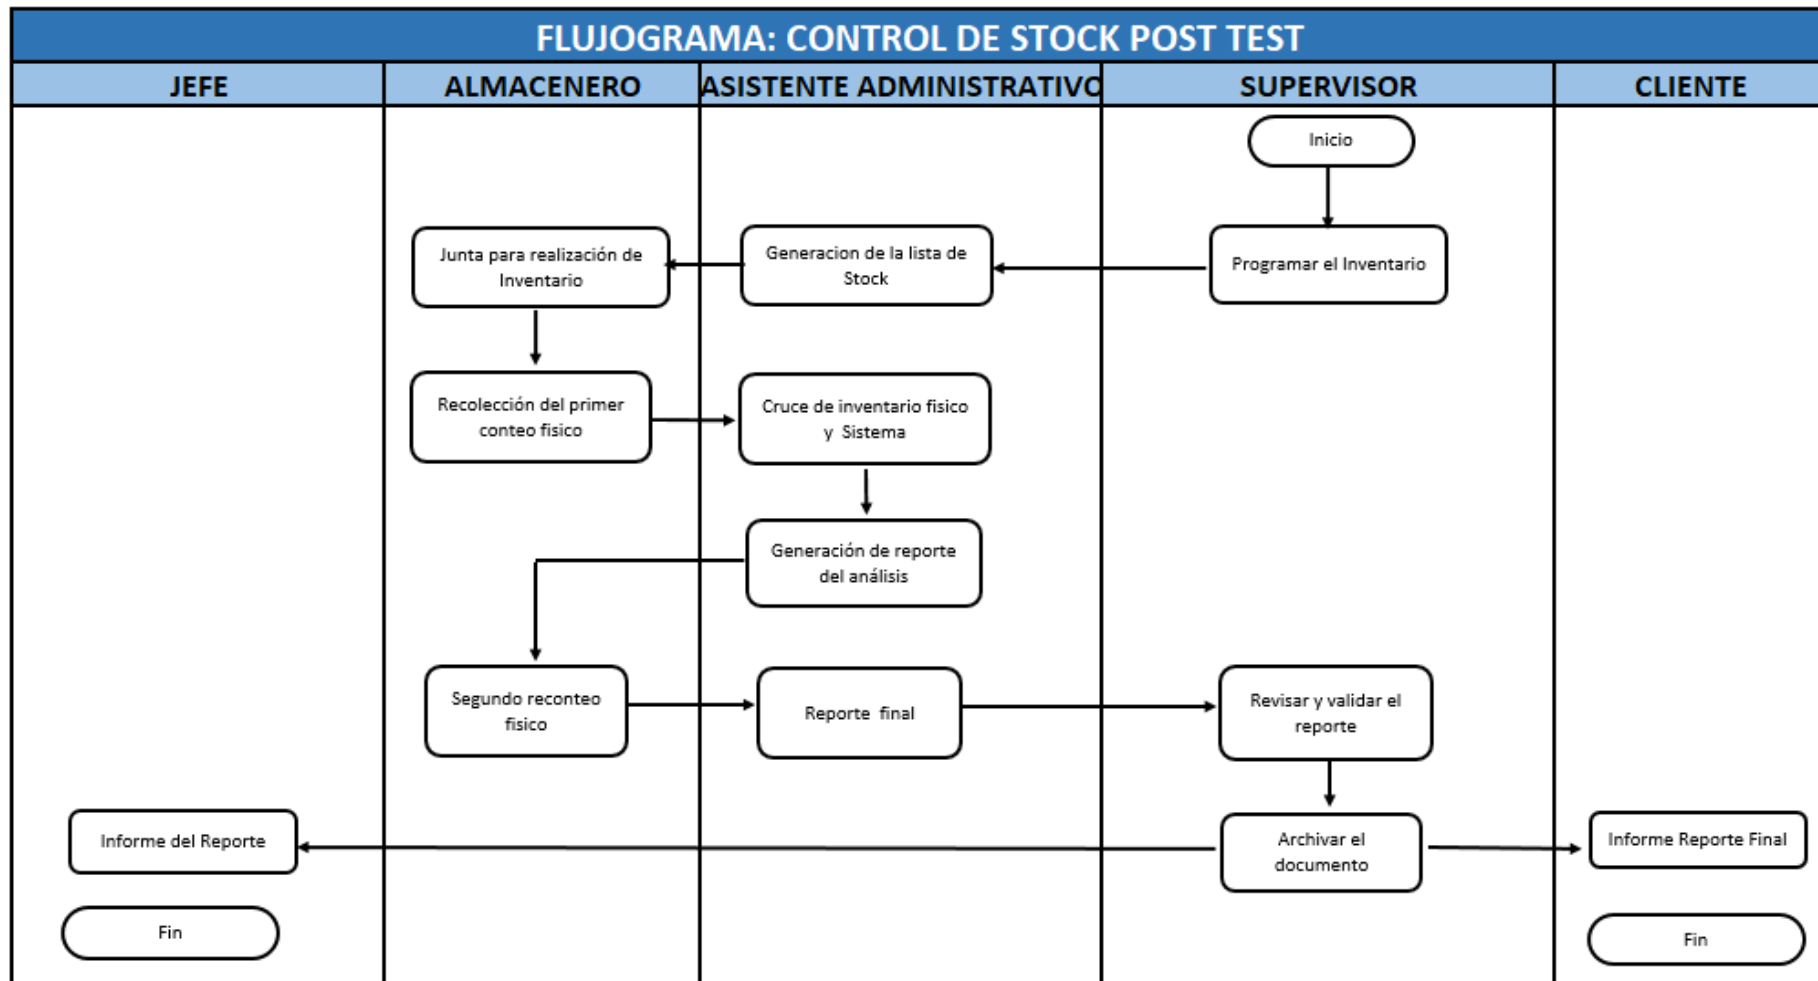 FLUJOGRAMA: CONTROL DE STOCK POST TEST
JEFE
ALMACENERO
ASISTENTE ADMINISTRATIVO
SUPERVISOR
CLIENTE
Inicio
Junta para realización de
Inventario
Generacion de la lista de
Stock
Programar el Inventario
Recolección del primer
conteo fisico
Cruce de inventario fisico
y Sistema
Generación de reporte
del análisis
Segundo reconteo
fisico
Reporte final
Revisar y validar el
reporte
Informe del Reporte
Archivar el
documento
Informe Reporte Final
Fin
Fin